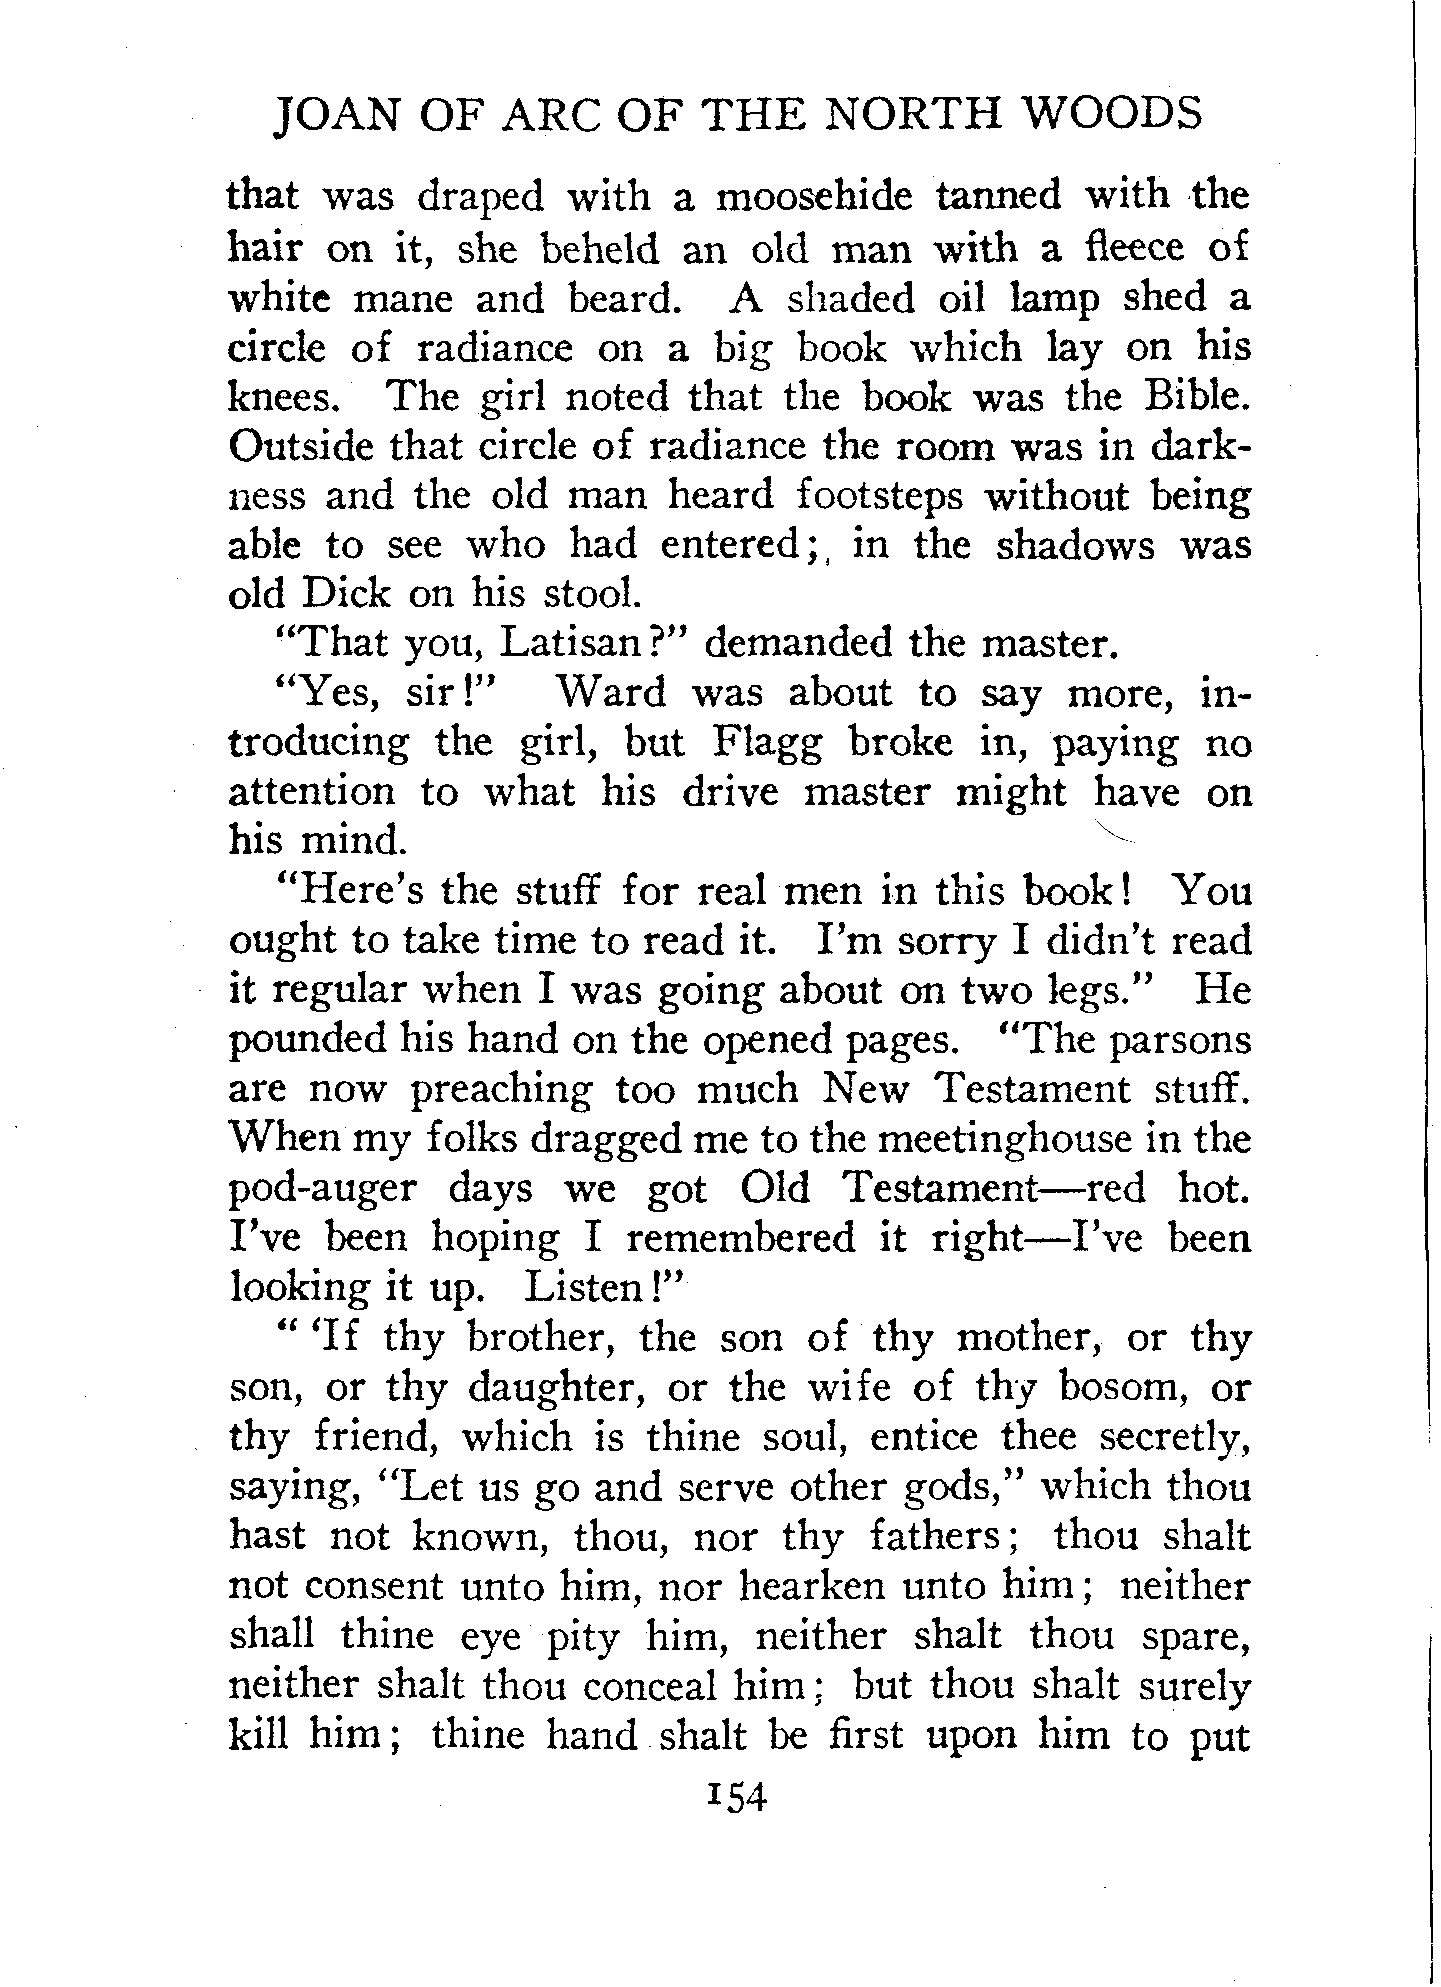 JOAN OF ARC OF THE NORTH WOODS
that was draped with a moosehide tanned with the
hair on it, she beheld an old man with a fleece of
white mane and beard. A shaded oil lamp shed a
circle of radiance on a big book which lay on his
knees. The girl noted that the book was the Bible.
Outside that circle of radiance the room was in dark-
ness and the old man heard footsteps without being
able to see who had entered; in the shadows was
old Dick on his stool.
“That you, Latisan?” demanded the master.
“Yes, sir!” Ward was about to say more, in-
troducing the girl, but Flagg broke in, paying no
attention to what his drive master might have on
his mind.
“Here’s the stuff for real men in this book! You
ought to take time to read it. I’m sorry I didn’t read
it regular when I was going about on two legs.” He
pounded his hand on the opened pages. “The parsons
are now preaching too much New Testament stuff.
When my folks dragged me to the meetinghouse in the
pod-auger days we got Old Testament—red hot.
I’ve been hoping I remembered it right—I’ve been
looking it up. Listen!”
“ ‘If thy brother, the son of thy mother, or thy
son, or thy daughter, or the wife of thy bosom, or
thy friend, which is thine soul, entice thee secretly,
saying, “Let us go and serve other gods,” which thou
hast not known, thou, nor thy fathers; thou shalt
not consent unto him, nor hearken unto him; neither
shall thine eye pity him, neither shalt thou spare,
neither shalt thou conceal him; but thou shalt surely
kill him; thine hand shalt be first upon him to put
154